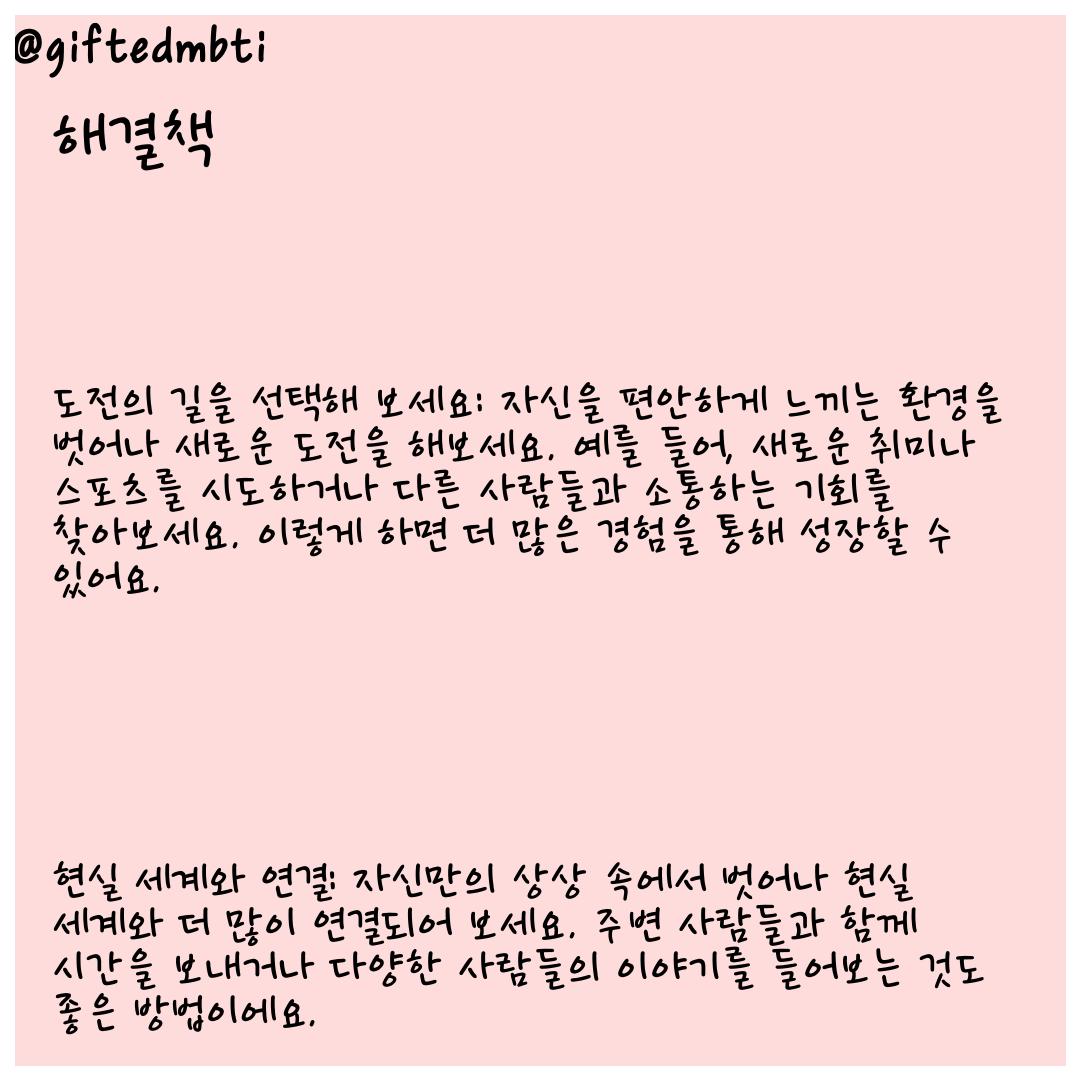 @giftedmbti
해결책
도전의 길을 선택해 보세요: 자신을 편안하게 느끼는 환경을
벗어나 새로운 도전을 해보세요. 예를 들어, 새로운 취미나
스포츠를 시도하거나 다른 사람들과 소통하는 기회를
찾아보세요. 이렇게 하면 더 많은 경험을 통해 성장할 수
있어요.
현실 세계와 연결: 자신만의 상상 속에서 벗어나 현실
세계와 더 많이 연결되어 보세요. 주변 사람들과 함께
시간을 보내거나 다양한 사람들의 이야기를 들어보는 것도
좋은 방법이에요.